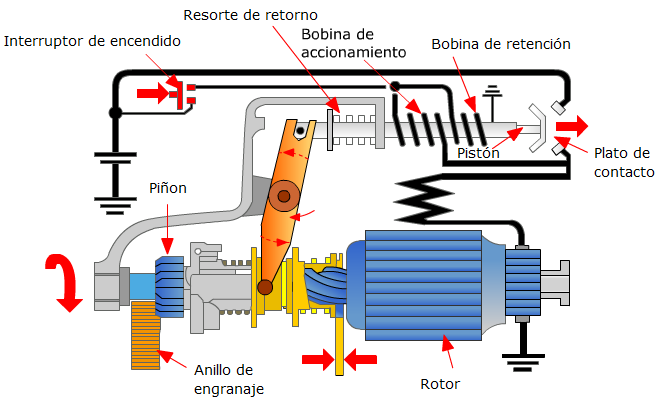 Resorte de retorno
Interruptor de encendido
Bobina de
accionamiento
Bobina de retención
Pistón
Plato de
contacto
Piñon
Anillo de
engranaje
Rotor